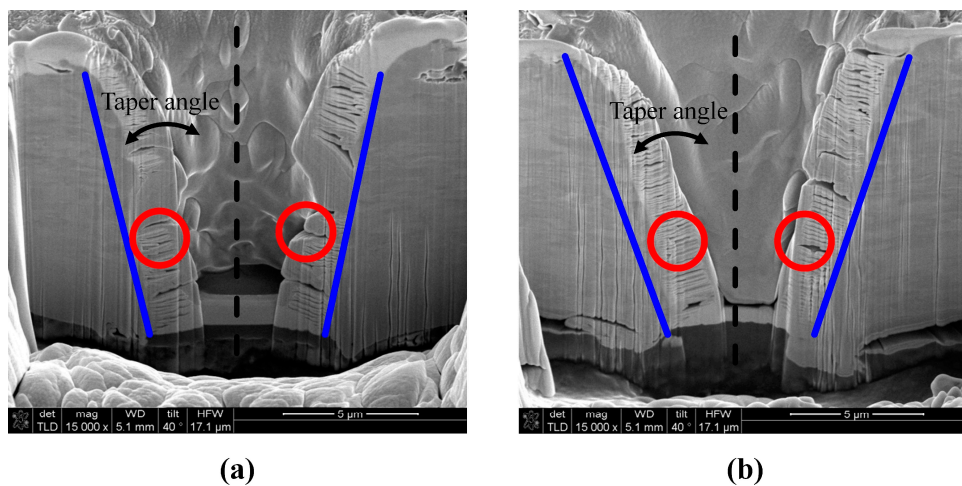 Taper angle
det mag WD tilt HFW 5 µm
TLD 15 000 x 5.1 mm 40° 17.1 µm
(a)
Taper angle
det mag WD tilt HFW 5 µm
TLD 15 000 x 5.1 mm 40° 17.1 µm
(b)